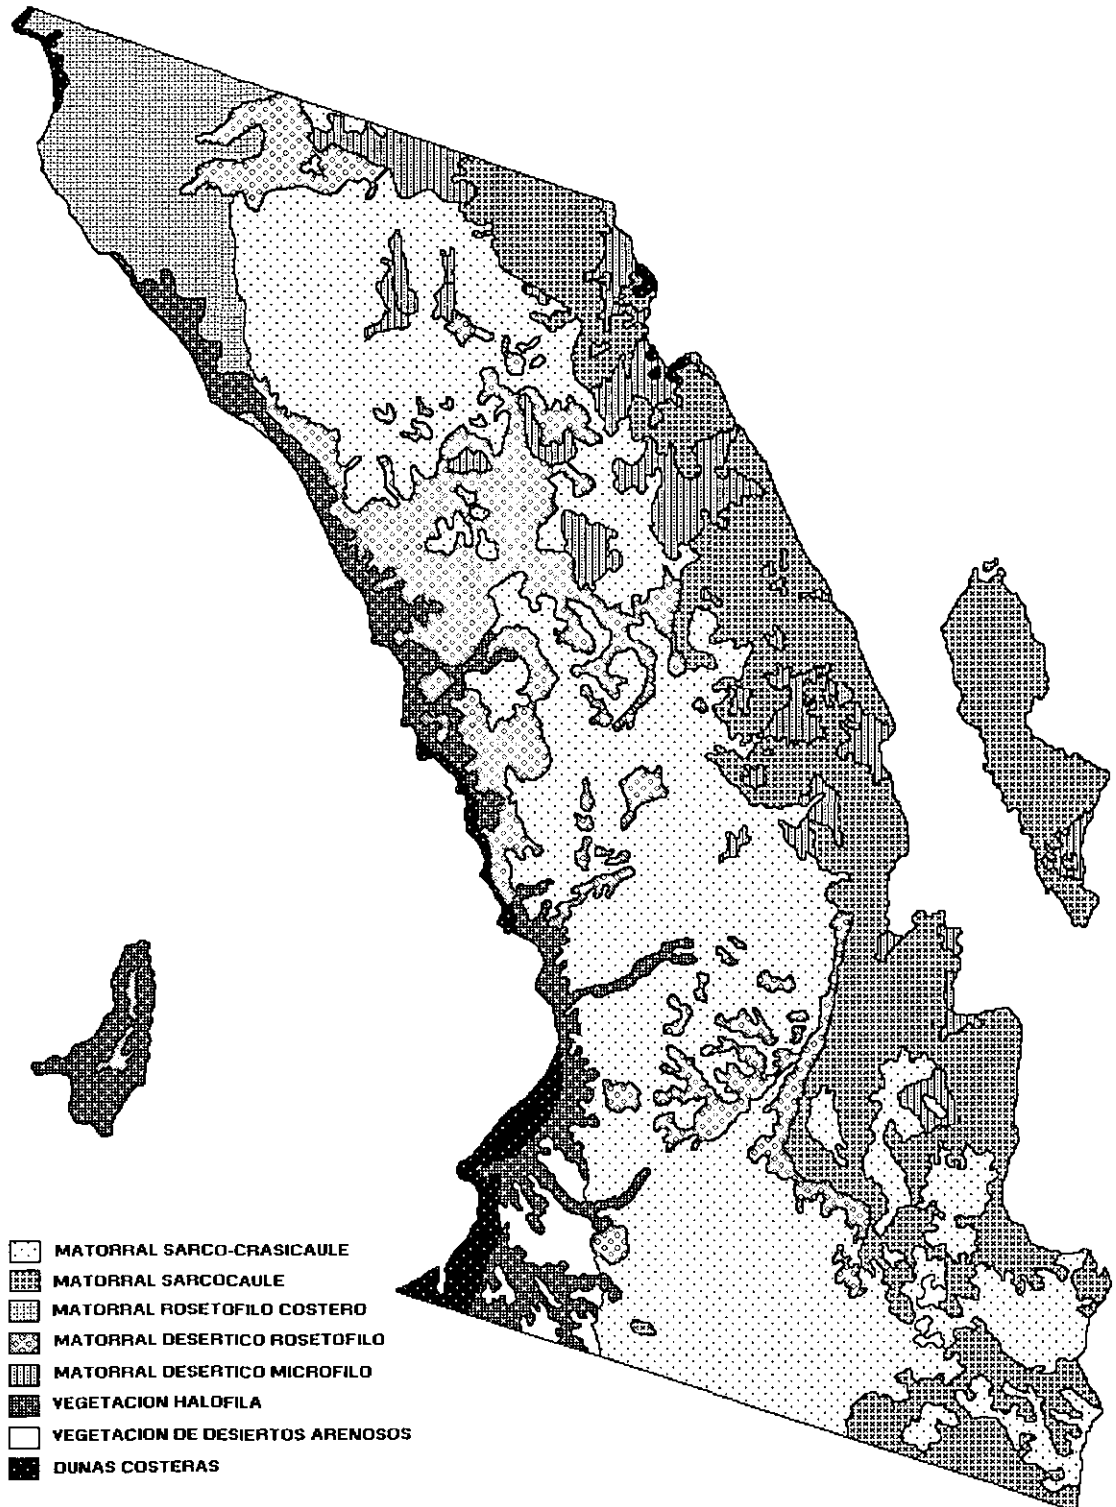 MATORRAL SARCO-CRASICAULE
MATORRAL SARCOCAULE
MATORRAL ROSETOFILO COSTERO
MATORRAL DESERTICO ROSETOFILO
MATORRAL DESERTICO MICROFILO
VEGETACION HALOFILA
VEGETACION DE DESIERTOS ARENOSOS
DUNAS COSTERAS